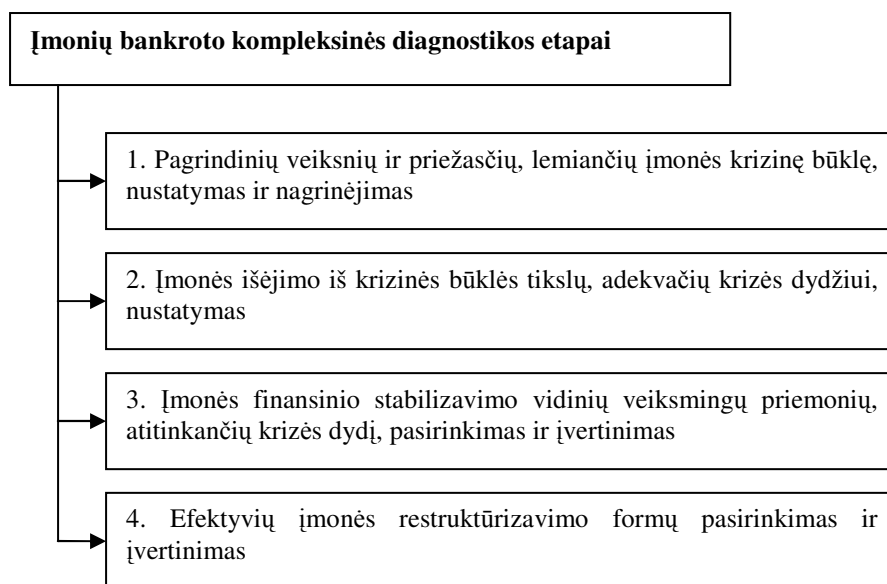 Įmonių bankroto kompleksinės diagnostikos etapai
1. Pagrindinių veiksnių ir priežasčių, lemiančių įmonės krizinę būklę,
nustatymas ir nagrinėjimas
2. Įmonės išėjimo iš krizinės būklės tikslų, adekvačių krizės dydžiui,
nustatymas
3. Įmonės finansinio stabilizavimo vidinių veiksmingų priemonių,
atitinkančių krizės dydį, pasirinkimas ir įvertinimas
4. Efektyvių įmonės restruktūrizavimo formų pasirinkimas ir
įvertinimas